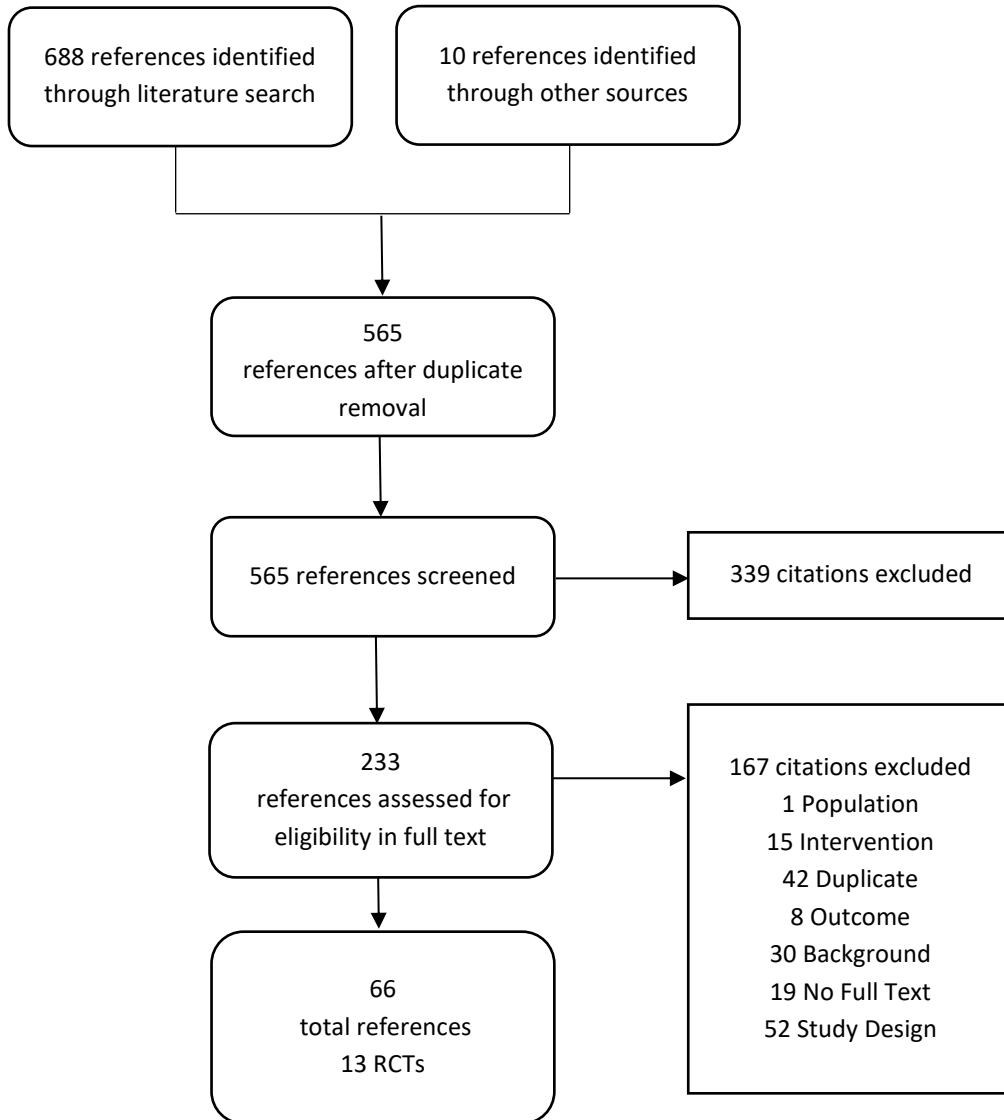 688 references identified
through literature search
10 references identified
through other sources
565
references after duplicate
removal
565 references screened
339 citations excluded
233
references assessed for
eligibility in full text
167 citations excluded
1 Population
15 Intervention
42 Duplicate
8 Outcome
30 Background
19 No Full Text
52 Study Design
66
total references
13 RCTs